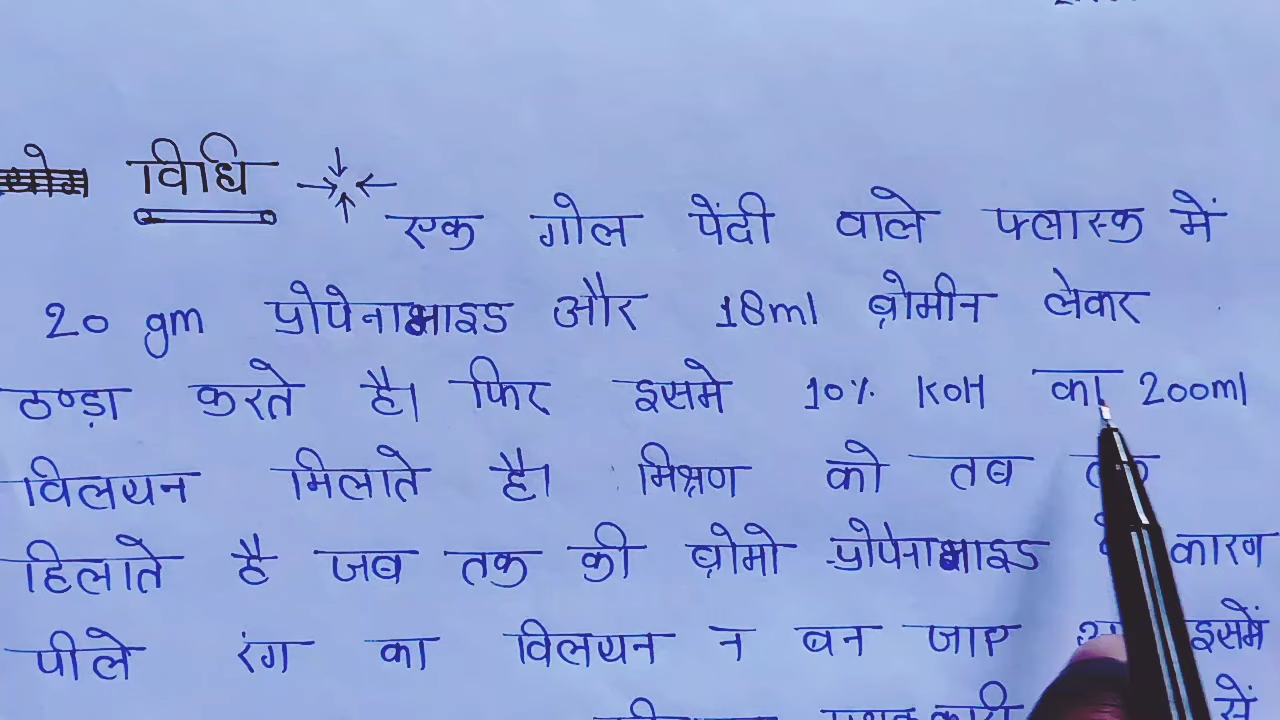 विधि
एक गोल पेंदी वाले फ्लास्क में
20 gm प्रोपेनामाइड और 18ml ब्रोमीन लेकर
ठण्ड़ा करते है। फिर इसमे 10% KOH का 200ml
विलयन मिलाते है। मिश्रण को तब तक
हिलाते है जब तक की ब्रोमो प्रोपेनामाइड कारण
पीले रंग का विलयन न बन जाए इसमें
से